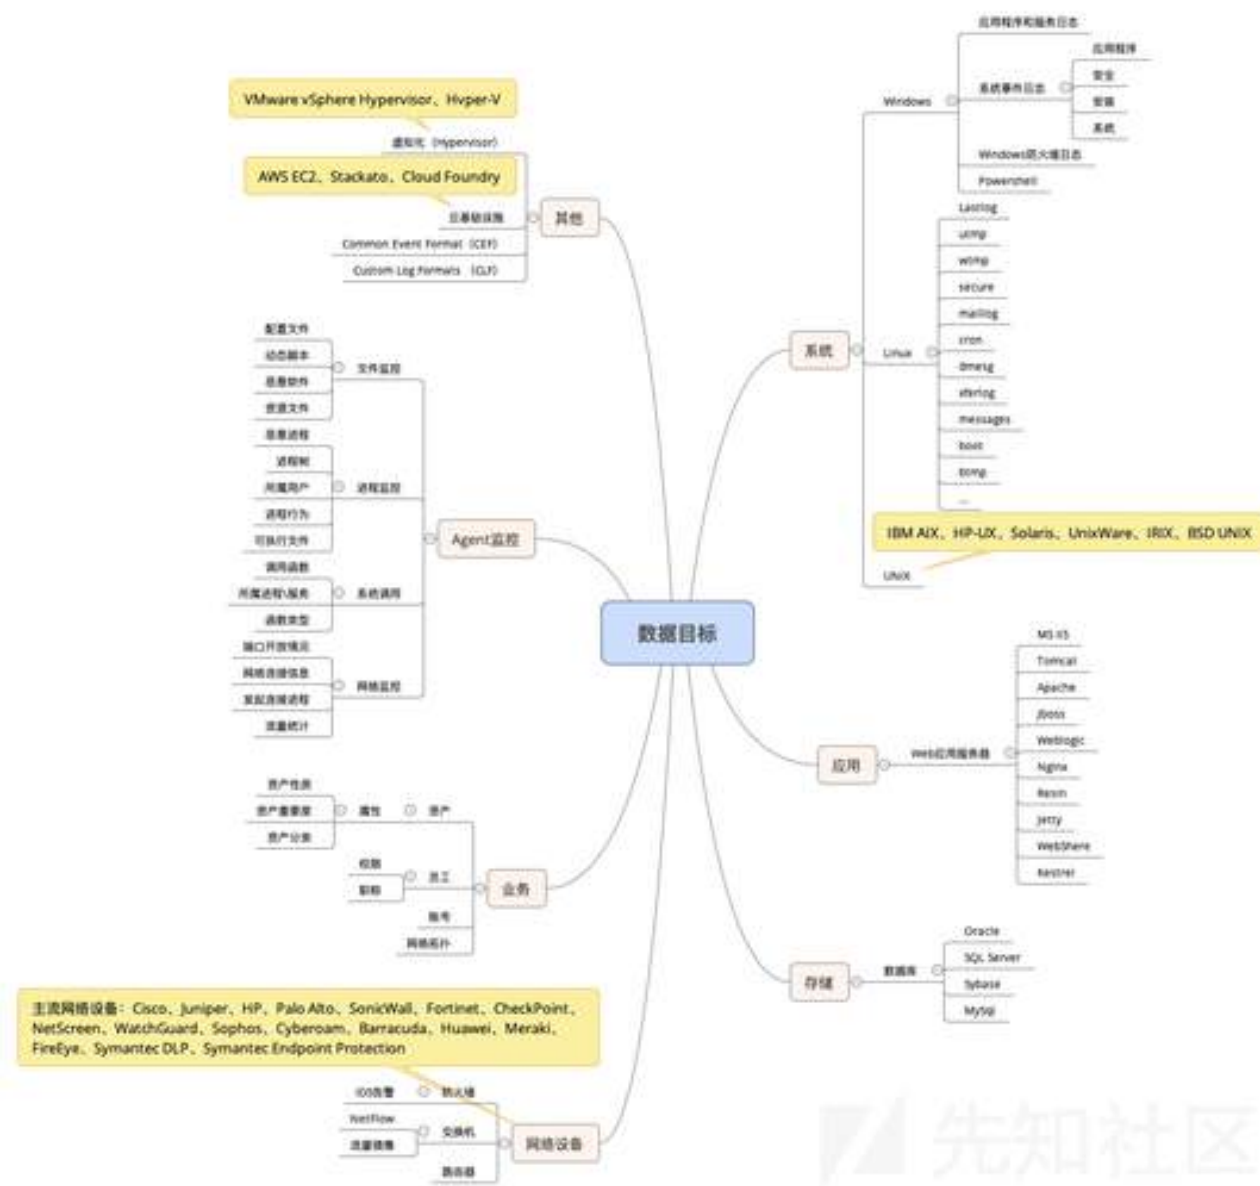 VMware vSphere Hypervisor、Hvper-V
虚拟化（Hypervisor）
AWS EC2、Stackato、Cloud Foundry
云基础设施
Common Event Format（CEF）
Custom Log Formats （CLF）
其他
配置文件
动态脚本
恶意软件
资源文件
文件监控
恶意进程
进程树
所属用户
进程行为
可执行文件
进程监控
调用函数
所属进程\服务
函数类型
系统调用
端口开放情况
网络连接信息
发起连接进程
流量统计
网络监控
Agent监控
资产性质
资产重要度
资产分类
属性
资产
权限
职称
员工
账号
网络拓扑
业务
主流网络设备：Cisco、Juniper、HP、Palo Alto、SonicWall、Fortinet、CheckPoint、
NetScreen、WatchGuard、Sophos、Cyberoam、Barracuda、Huawei、Meraki、
FireEye、Symantec DLP、Symantec Endpoint Protection
IDS告警
防火墙
NetFlow
流量镜像
交换机
路由器
网络设备
数据目标
系统
Windows
应用程序和服务日志
系统事件日志
应用程序
安全
安装
系统
Windows防火墙日志
Powershell
Linux
Lastlog
utmp
wtmp
secure
maillog
cron
dmesg
xferlog
messages
boot
btmp
...
IBM AIX、HP-UX、Solaris、UnixWare、IRIX、BSD UNIX
UNIX
应用
Web应用服务器
MS IIS
Tomcat
Apache
Jboss
Weblogic
Nginx
Resin
Jetty
WebShere
Kestrel
存储
数据库
Oracle
SQL Server
Sybase
MySql
先知社区